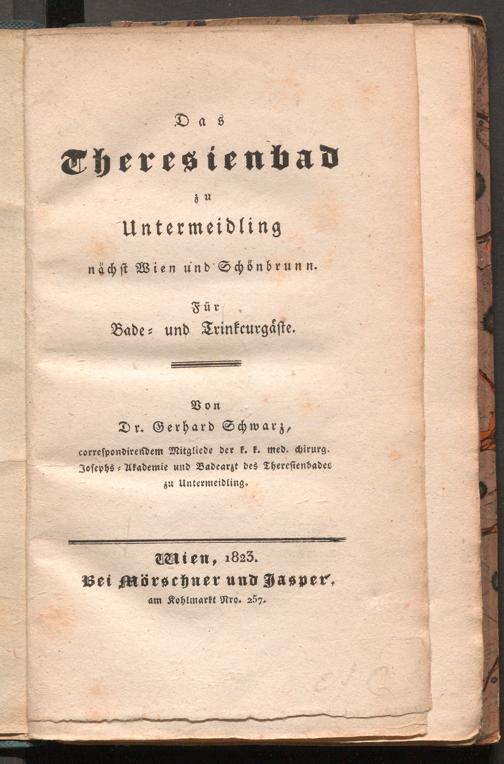 Das
Theresienbad
zu
Untermeidling
nächst Wien und Schönbrunn.
Für
Bade- und Trinkcurgäste.
Von
Dr. Gerhard Schwarz,
correspondirendem Mitgliede der k. k. med. chirurg.
Josephs-Akademie und Badearzt des Theresienbades
zu Untermeidling.
Wien, 1823.
Bei Mörschner und Jasper,
am Kohlmarkt Nro. 257.